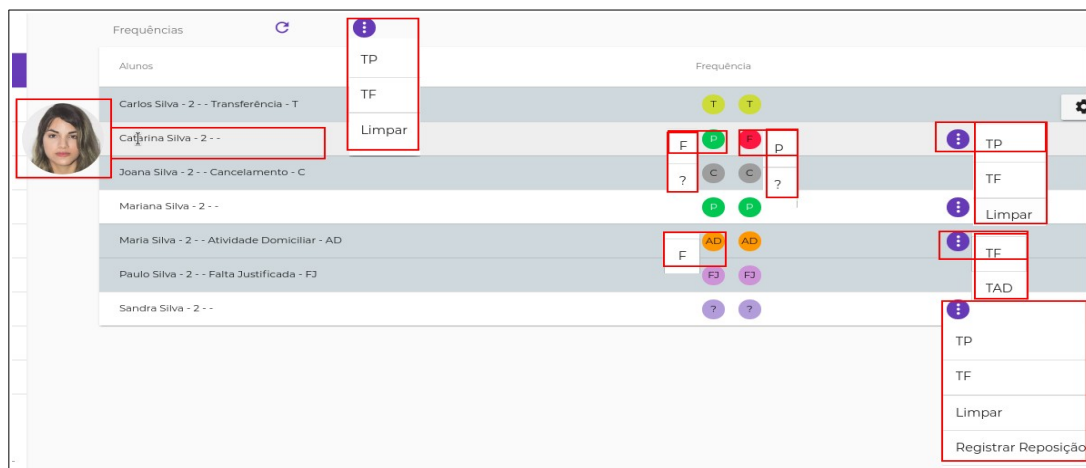 Frequências
TP
TF
Limpar
Alunos
Frequência
Carlos Silva - 2 - - Transferência - T
T T
Catarina Silva - 2 - -
F P F P
? ?
TP
TF
Limpar
Joana Silva - 2 - - Cancelamento - C
C C
Mariana Silva - 2 - -
P P
Maria Silva - 2 - - Atividade Domiciliar - AD
F AD AD
TF
TAD
Paulo Silva - 2 - - Falta Justificada - FJ
FJ FJ
Sandra Silva - 2 - -
? ?
TP
TF
Limpar
Registrar Reposição